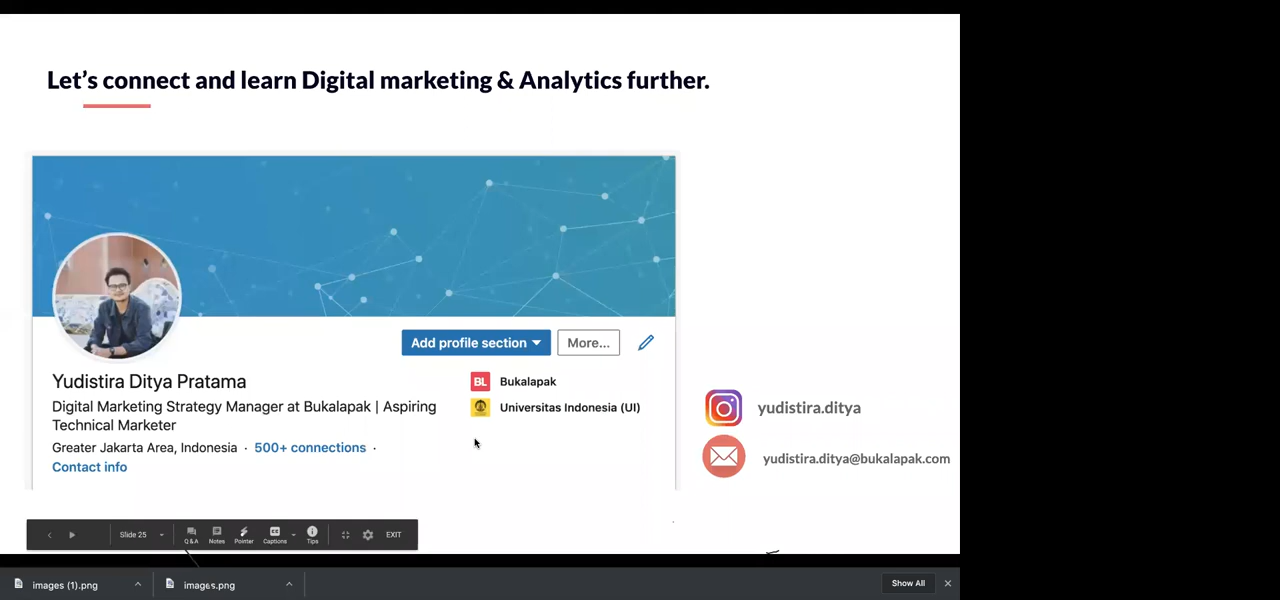 Let's connect and learn Digital marketing & Analytics further.
Add profile section
More...
Yudistira Ditya Pratama
Digital Marketing Strategy Manager at Bukalapak | Aspiring
Technical Marketer
Greater Jakarta Area, Indonesia · 500+ connections ·
Contact info
BL Bukalapak
Universitas Indonesia (UI)
yudistira.ditya
yudistira.ditya@bukalapak.com
Slide 25
Q&A
Notes
Pointer
CC
Captions
Tips
EXIT
images (1).png
images.png
Show All